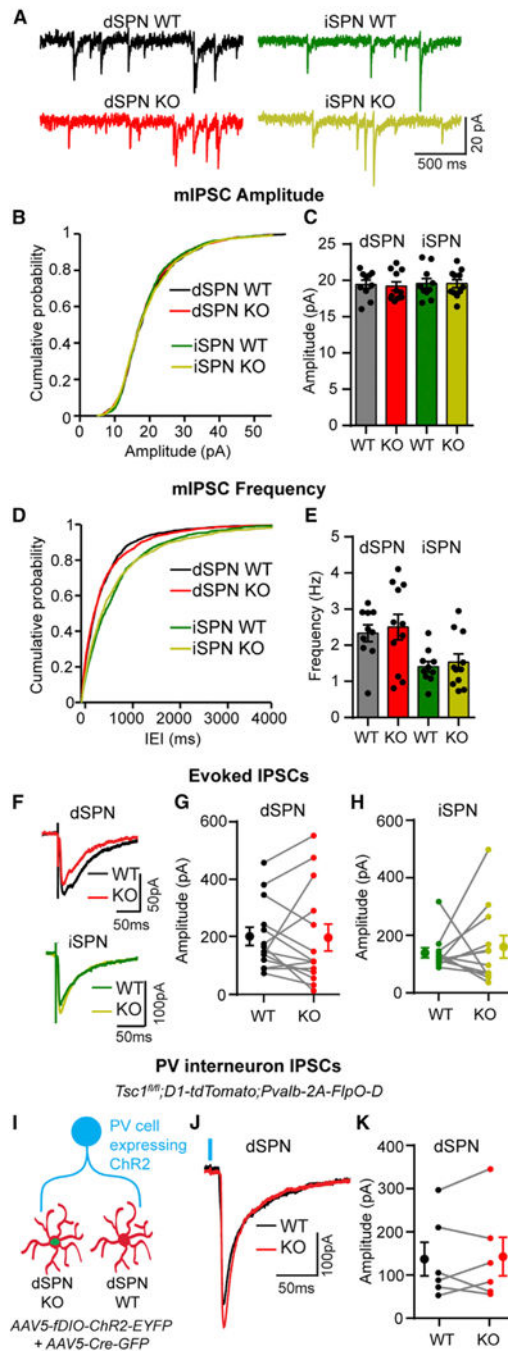 A
dSPN WT
iSPN WT
dSPN KO
iSPN KO
500 ms
20 pA
mIPSC Amplitude
B
Cumulative probability
1
0.8
0.6
0.4
0.2
0
0 10 20 30 40 50
Amplitude (pA)
dSPN WT
dSPN KO
iSPN WT
iSPN KO
C
dSPN iSPN
Amplitude (pA)
25
20
15
10
5
0
WT KO WT KO
mIPSC Frequency
D
Cumulative probability
1
0.8
0.6
0.4
0.2
0
0 1000 2000 3000 4000
IEI (ms)
dSPN WT
dSPN KO
iSPN WT
iSPN KO
E
dSPN iSPN
Frequency (Hz)
5
4
3
2
1
0
WT KO WT KO
Evoked IPSCs
F
dSPN
WT
KO
50pA
50ms
iSPN
WT
KO
100pA
50ms
G
dSPN
Amplitude (pA)
600
400
200
0
WT KO
H
iSPN
Amplitude (pA)
600
400
200
0
WT KO
PV interneuron IPSCs
Tsc1fl/fl;D1-tdTomato;Pvalb-2A-FlpO-D
I
PV cell
expressing
ChR2
dSPN dSPN
KO WT
AAV5-fDIO-ChR2-EYFP
+ AAV5-Cre-GFP
J
dSPN
WT
KO
100pA
50ms
K
dSPN
Amplitude (pA)
400
300
200
100
0
WT KO